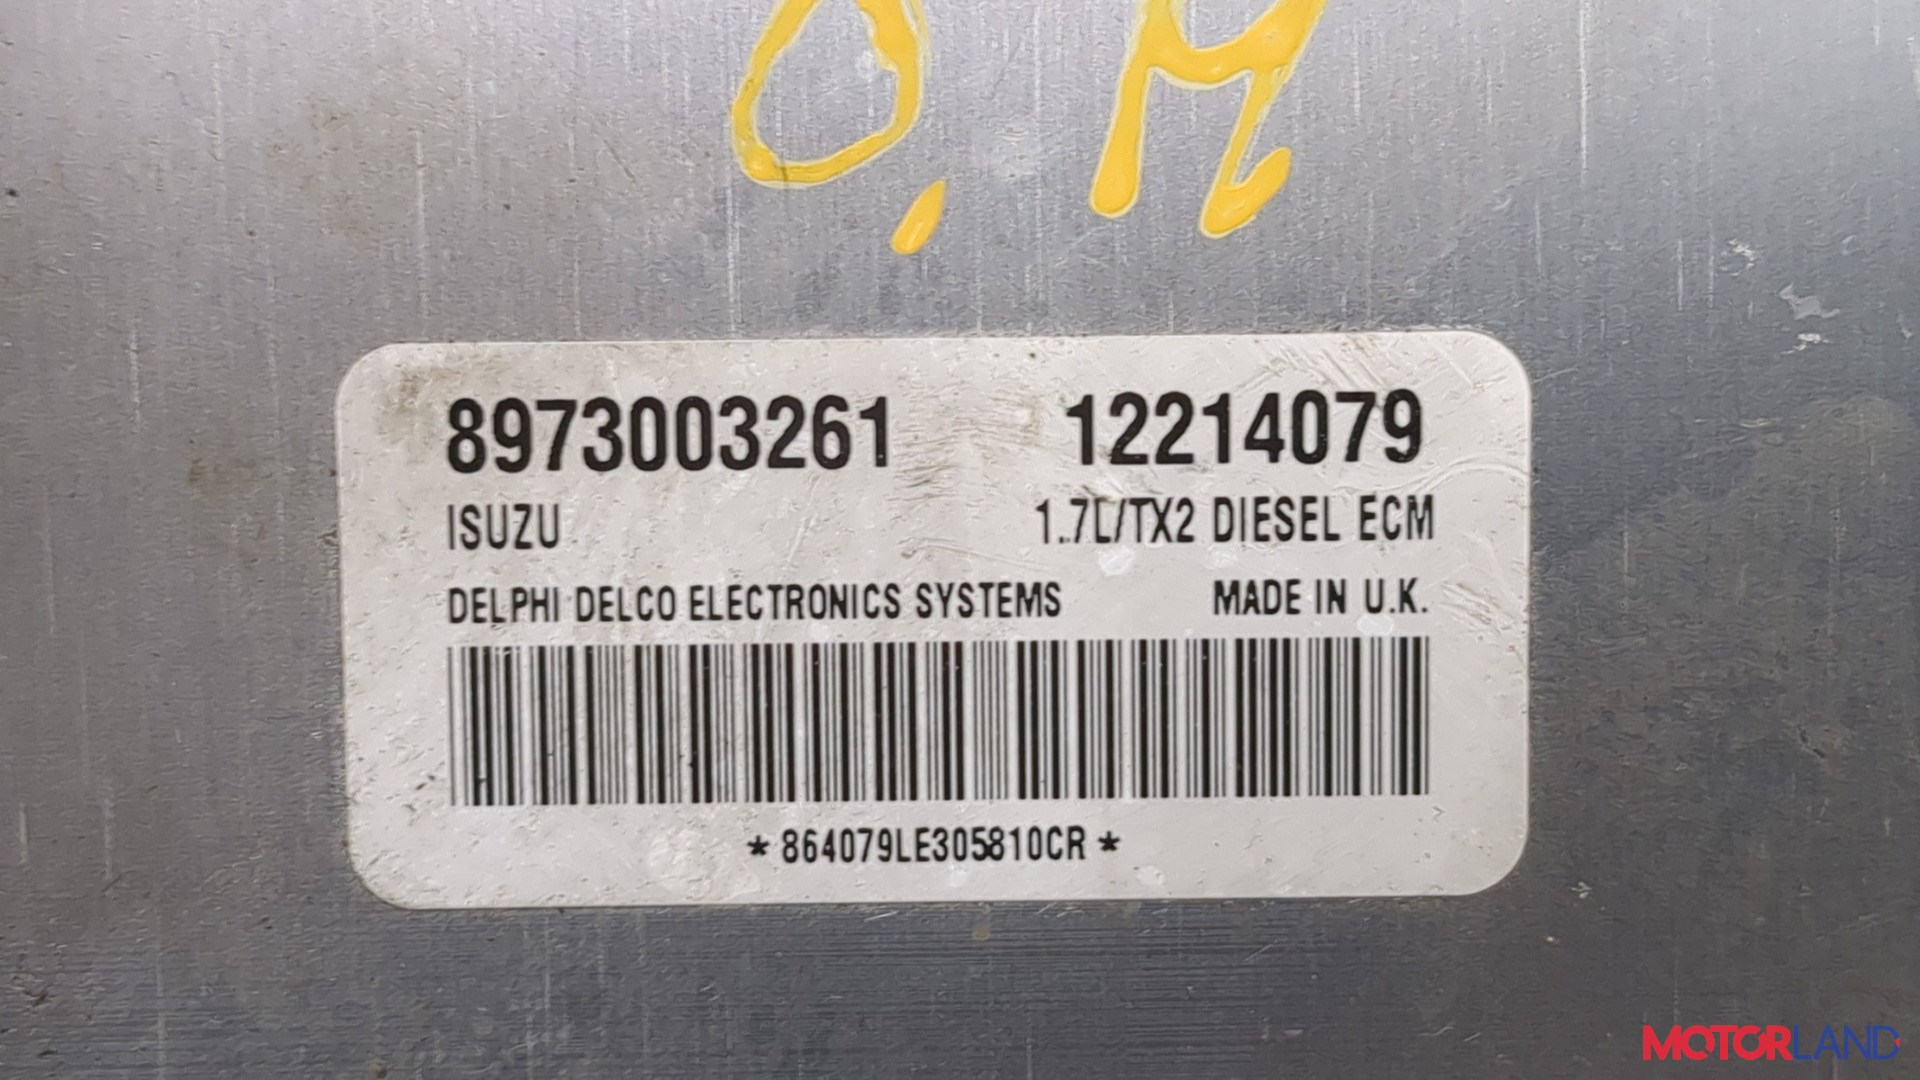 8973003261 12214079
ISUZU 1.7L/TX2 DIESEL ECM
DELPHI DELCO ELECTRONICS SYSTEMS MADE IN U.K.
*864079LE305810CR*
MOTORLAND